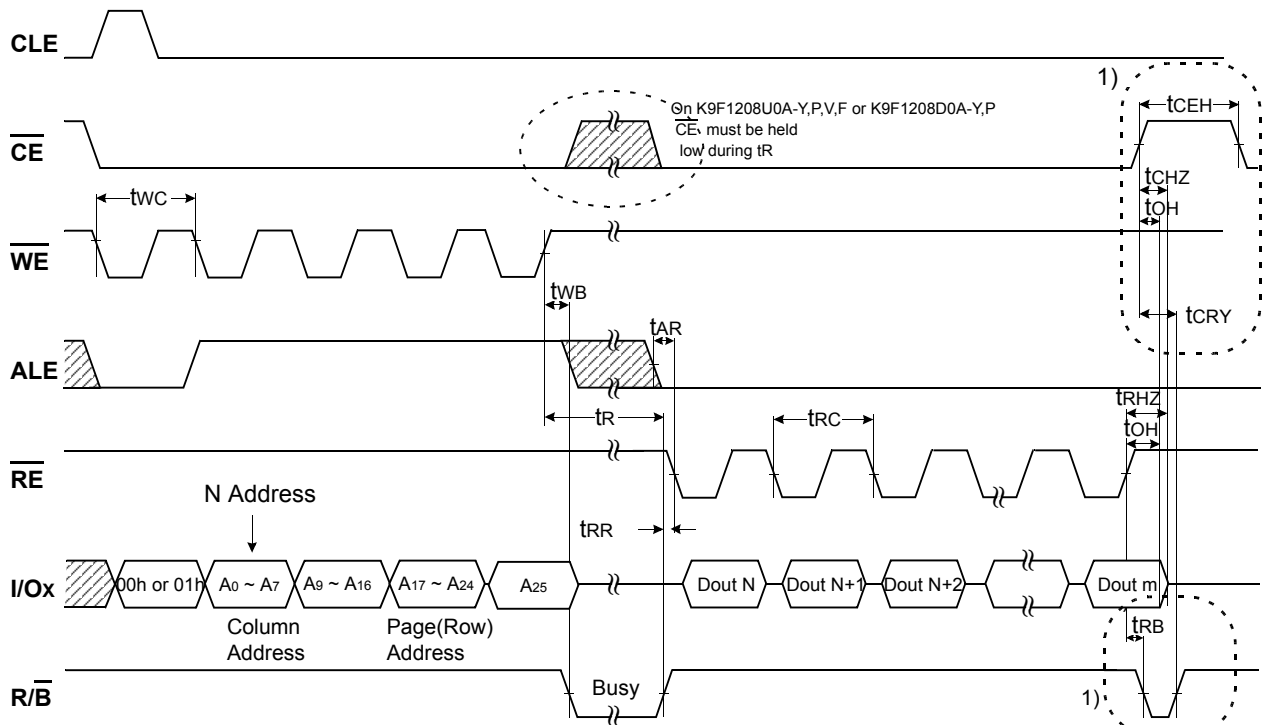 CLE
1)
tCEH
On K9F1208U0A-Y,P,V,F or K9F1208D0A-Y,P
CE must be held
low during tR
CE
tCHZ
tOH
tWC
WE
tWB
tCRY
tAR
ALE
tR
tRC
tRHZ
tOH
RE
N Address
tRR
I/Ox
00h or 01h
A0 ~ A7
A9 ~ A16
A17 ~ A24
A25
Dout N
Dout N+1
Dout N+2
Dout m
Column
Address
Page(Row)
Address
tRB
R/B
Busy
1)